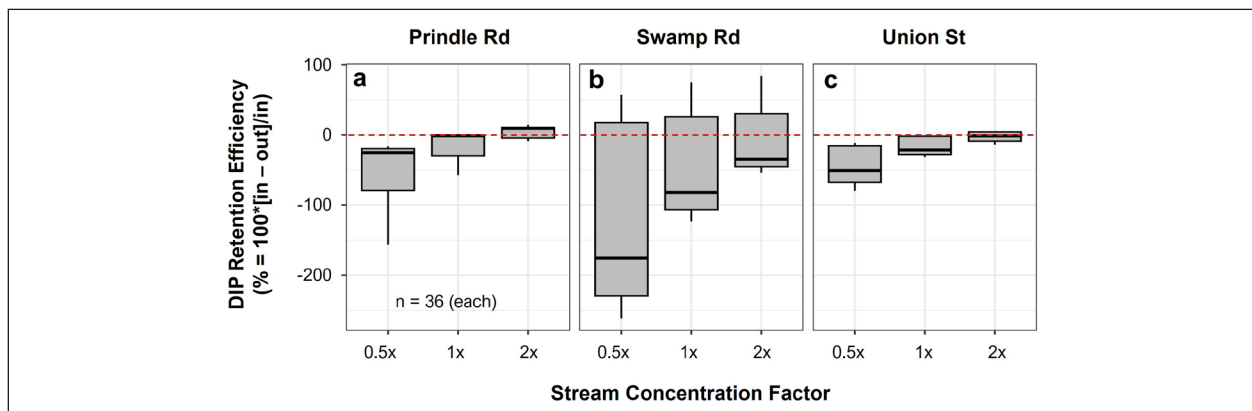 Prindle Rd
Swamp Rd
Union St
DIP Retention Efficiency
(% = 100*[in – out]/in)
100
0
-100
-200
a
b
c
n = 36 (each)
0.5x 1x 2x
0.5x 1x 2x
0.5x 1x 2x
Stream Concentration Factor